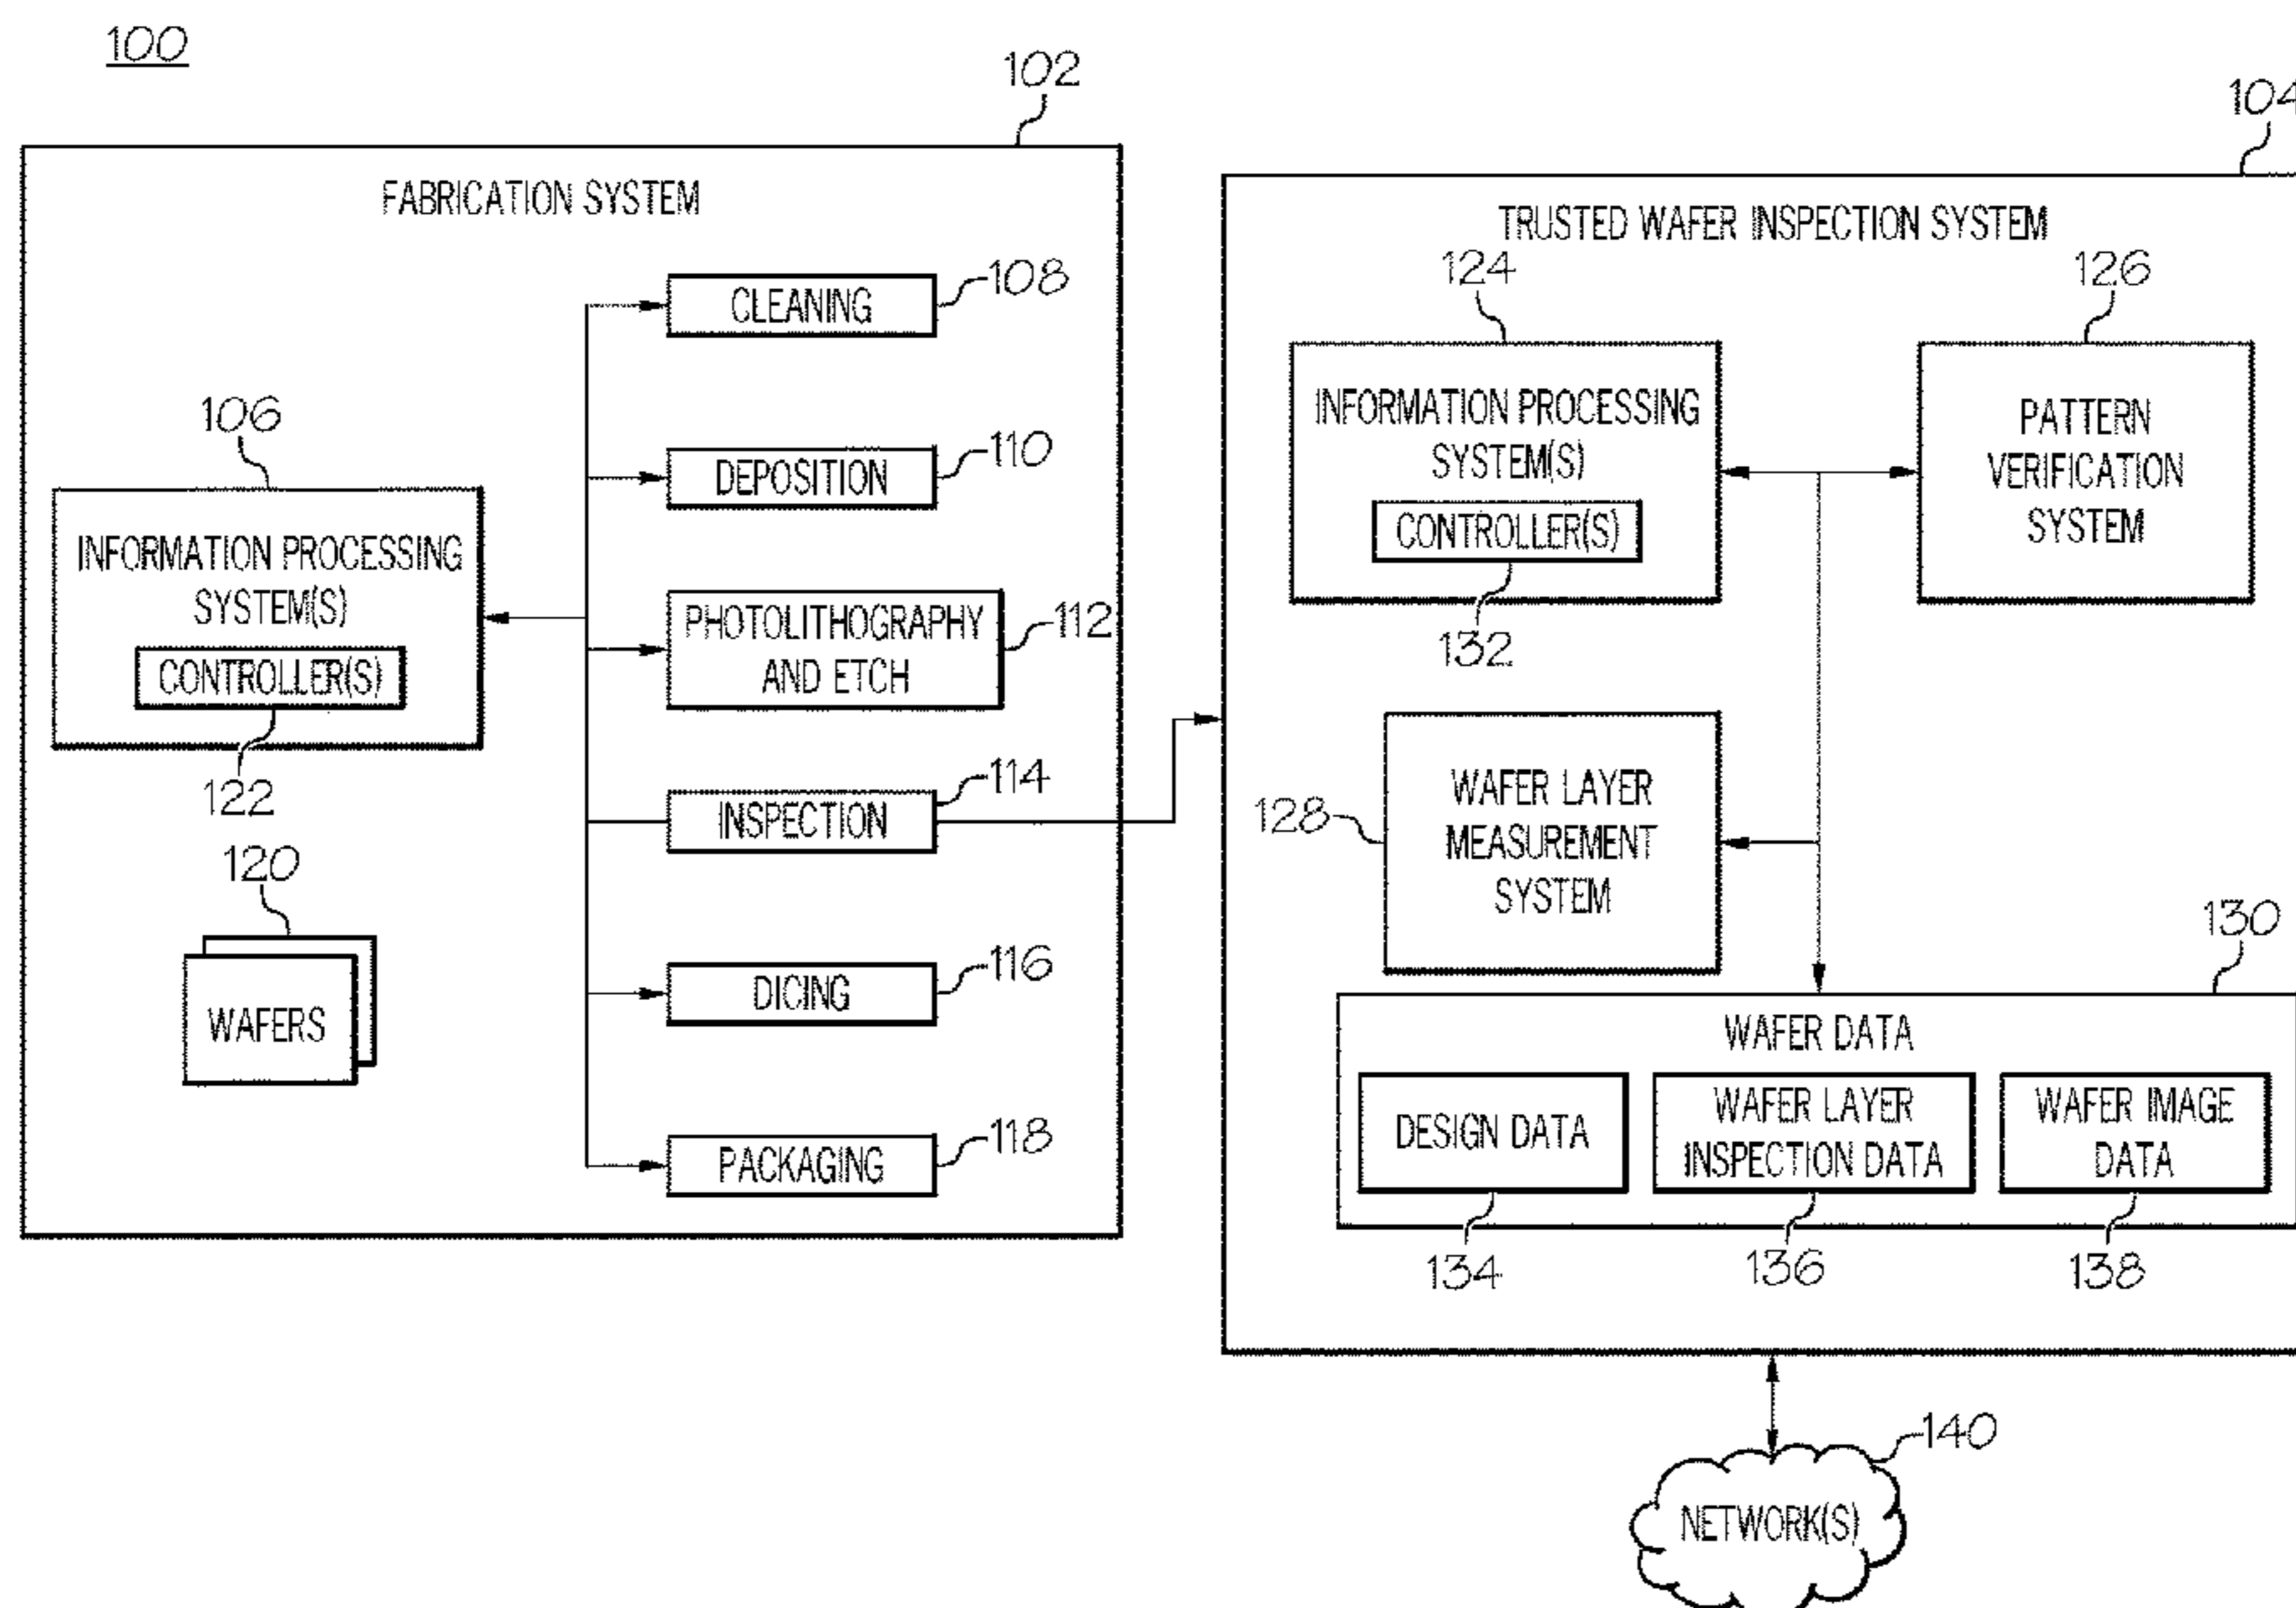 100
102
104
FABRICATION SYSTEM
CLEANING
108
DEPOSITION
110
106
INFORMATION PROCESSING
SYSTEM(S)
CONTROLLER(S)
122
PHOTOLITHOGRAPHY
AND ETCH
112
INSPECTION
114
120
WAFERS
DICING
116
PACKAGING
118
TRUSTED WAFER INSPECTION SYSTEM
124
INFORMATION PROCESSING
SYSTEM(S)
CONTROLLER(S)
132
126
PATTERN
VERIFICATION
SYSTEM
128
WAFER LAYER
MEASUREMENT
SYSTEM
130
WAFER DATA
DESIGN DATA
WAFER LAYER
INSPECTION DATA
WAFER IMAGE
DATA
134
136
138
140
NETWORK(S)